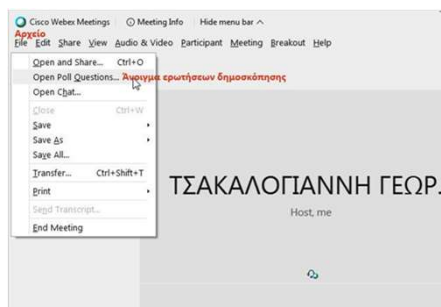 Cisco Webex Meetings Meeting Info Hide menu bar
Αρχείο
File Edit Share View Audio & Video Participant Meeting Breakout Help
Open and Share... Ctrl+O
Open Poll Questions... Άνοιγμα ερωτήσεων δημοσκόπησης
Open Chat...
Close Ctrl+W
Save
Save As
Save All...
Transfer... Ctrl+Shift+T
Print
Send Transcript...
End Meeting
ΤΣΑΚΑΛΟΓΙΑΝΝΗ ΓΕΩΡ.
Host, me